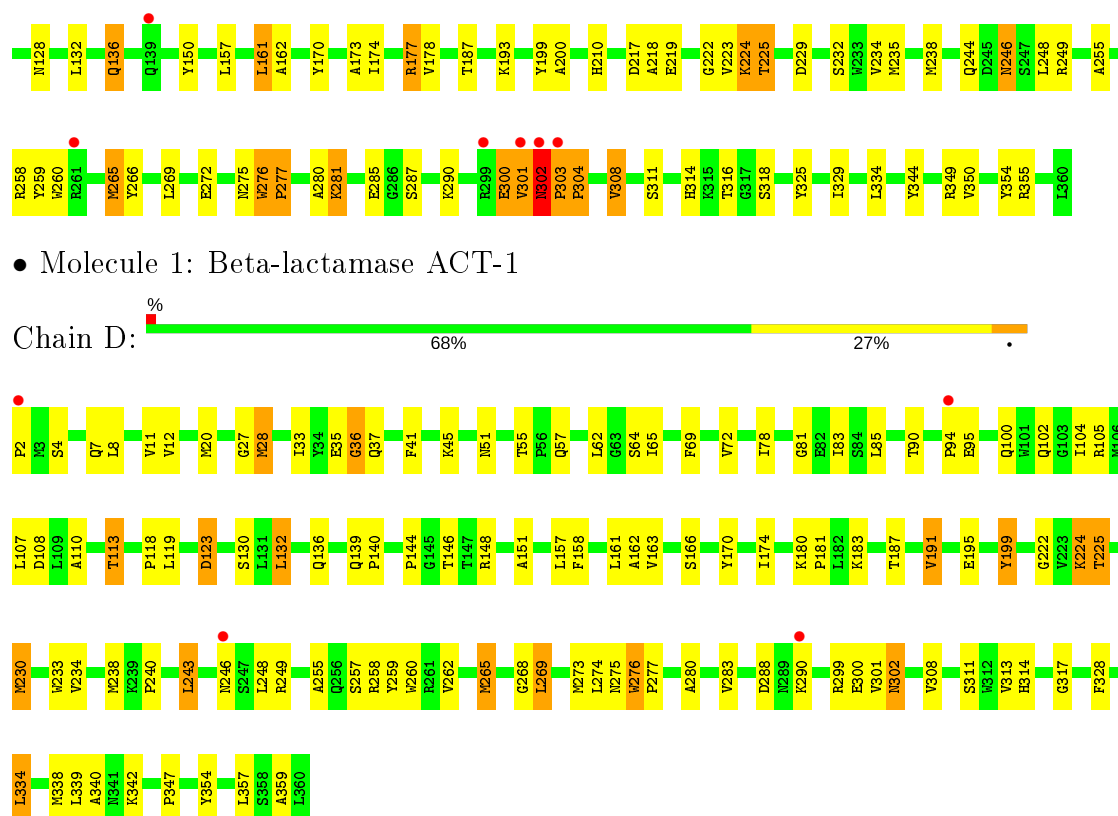 N128 L132 Q136 Q139 Y150 L157 L161 A162 Y170 A173 I174 R177 V178 T187 K193 Y199 A200 H210 D217 A218 E219 G222 V223 K224 T225 D229 S232 W233 V234 M235 M238 Q244 D245 N246 S247 L248 R249 A255
R258 Y259 W260 R261 M265 Y266 L269 E272 N275 W276 P277 A280 K281 E285 G286 S287 K290 R299 E300 V301 N302 P303 P304 V308 S311 H314 K315 T316 G317 S318 Y325 I329 L334 Y344 R349 V350 Y354 R355 L360
• Molecule 1: Beta-lactamase ACT-1
%
Chain D:
68% 27% •
P2 M3 S4 Q7 L8 V11 V12 M20 G27 M28 I33 Y34 E35 G36 Q37 F41 K45 N51 T55 P56 Q57 L62 G63 S64 I65 F69 V72 I78 G81 E82 I83 S84 L85 T90 P94 E95 Q100 W101 Q102 G103 I104 R105 M106
L107 D108 L109 A110 T113 P118 L119 D123 S130 L131 L132 Q136 Q139 P140 P144 G145 T146 T147 R148 A151 L157 F158 L161 A162 V163 S166 Y170 I174 K180 P181 L182 K183 T187 V191 E195 Y199 G222 V223 K224 T225
M230 W233 V234 M238 K239 P240 L243 N246 S247 L248 R249 A255 Q256 S257 R258 Y259 W260 R261 V262 M265 G268 L269 M273 L274 N275 W276 P277 A280 V283 D288 N289 K290 R299 E300 V301 N302 V308 S311 W312 V313 H314 G317 F328
L334 M338 L339 A340 N341 K342 P347 Y354 L357 S358 A359 L360